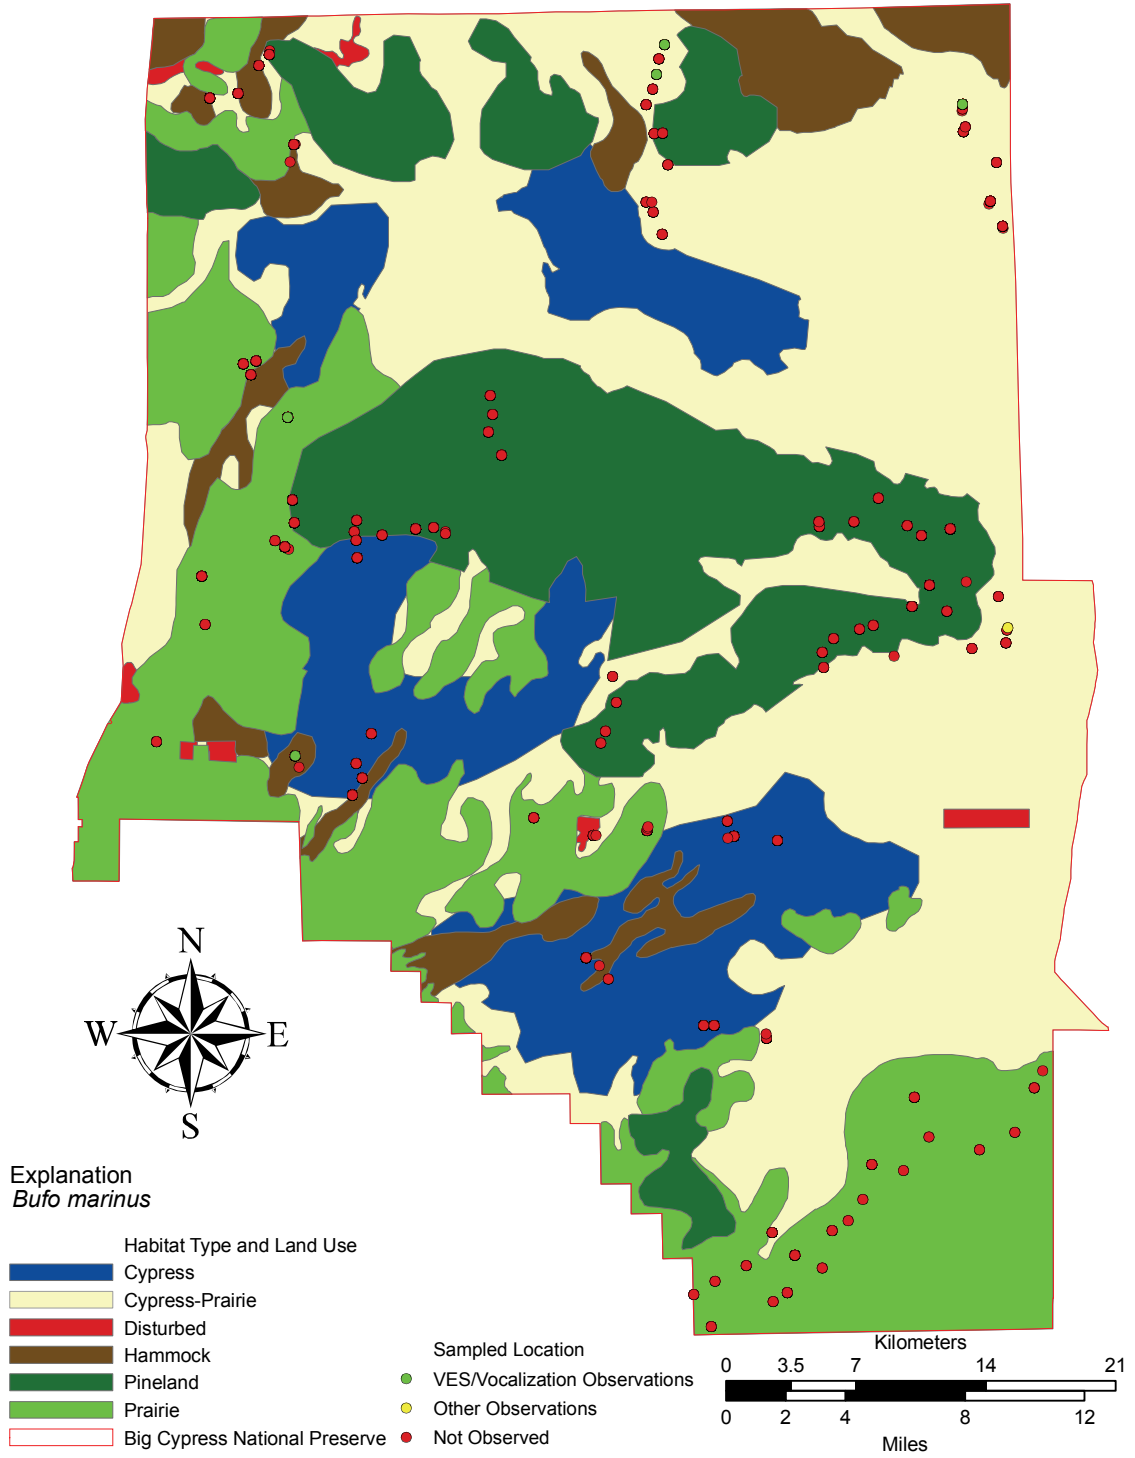 N
W E
S
Explanation
Bufo marinus
Habitat Type and Land Use
Cypress
Cypress-Prairie
Disturbed
Hammock
Pineland
Prairie
Big Cypress National Preserve
Sampled Location
VES/Vocalization Observations
Other Observations
Not Observed
Kilometers
0 3.5 7 14 21
0 2 4 8 12
Miles